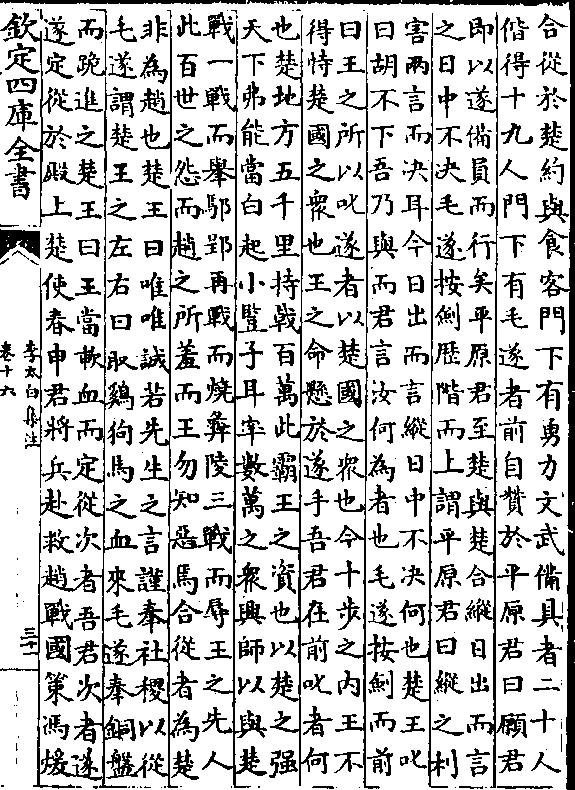 合從於楚約與食客門下有勇力文武備具者二十人
偕得十九人門下有毛遂者前自贊於平原君曰願君
即以遂備員而行矣平原君至楚與楚合縱日出而言
之日中不决毛遂按劍歴階而上謂平原君曰縱之利
害兩言而决耳今日出而言縱日中不决何也楚王叱
曰胡不下吾乃與而君言汝何為者也毛遂按劍而前
曰王之所以叱遂者以楚國之衆也今十步之内王不
得恃楚國之衆也王之命懸於遂手吾君在前叱者何
也楚地方五千里持戟百萬此霸王之資也以楚之强
天下弗能當白起小豎子耳率數萬之衆興師以與楚
戰一戰而舉鄢郢再戰而燒彝陵三戰而辱王之先人
此百世之怨而趙之所羞而王勿知惡焉合從者為楚
非為趙也楚王曰唯唯誠若先生之言謹奉社稷以從
毛遂謂楚王之左右曰取鷄狗馬之血來毛遂奉銅盤
而跪進之楚王曰王當軟血而定從次者吾君次者遂
遂定從於殿上楚使春申君將兵赴救趙戰國策馮煖
欽定四庫全書
李太白集注
卷十六
三十